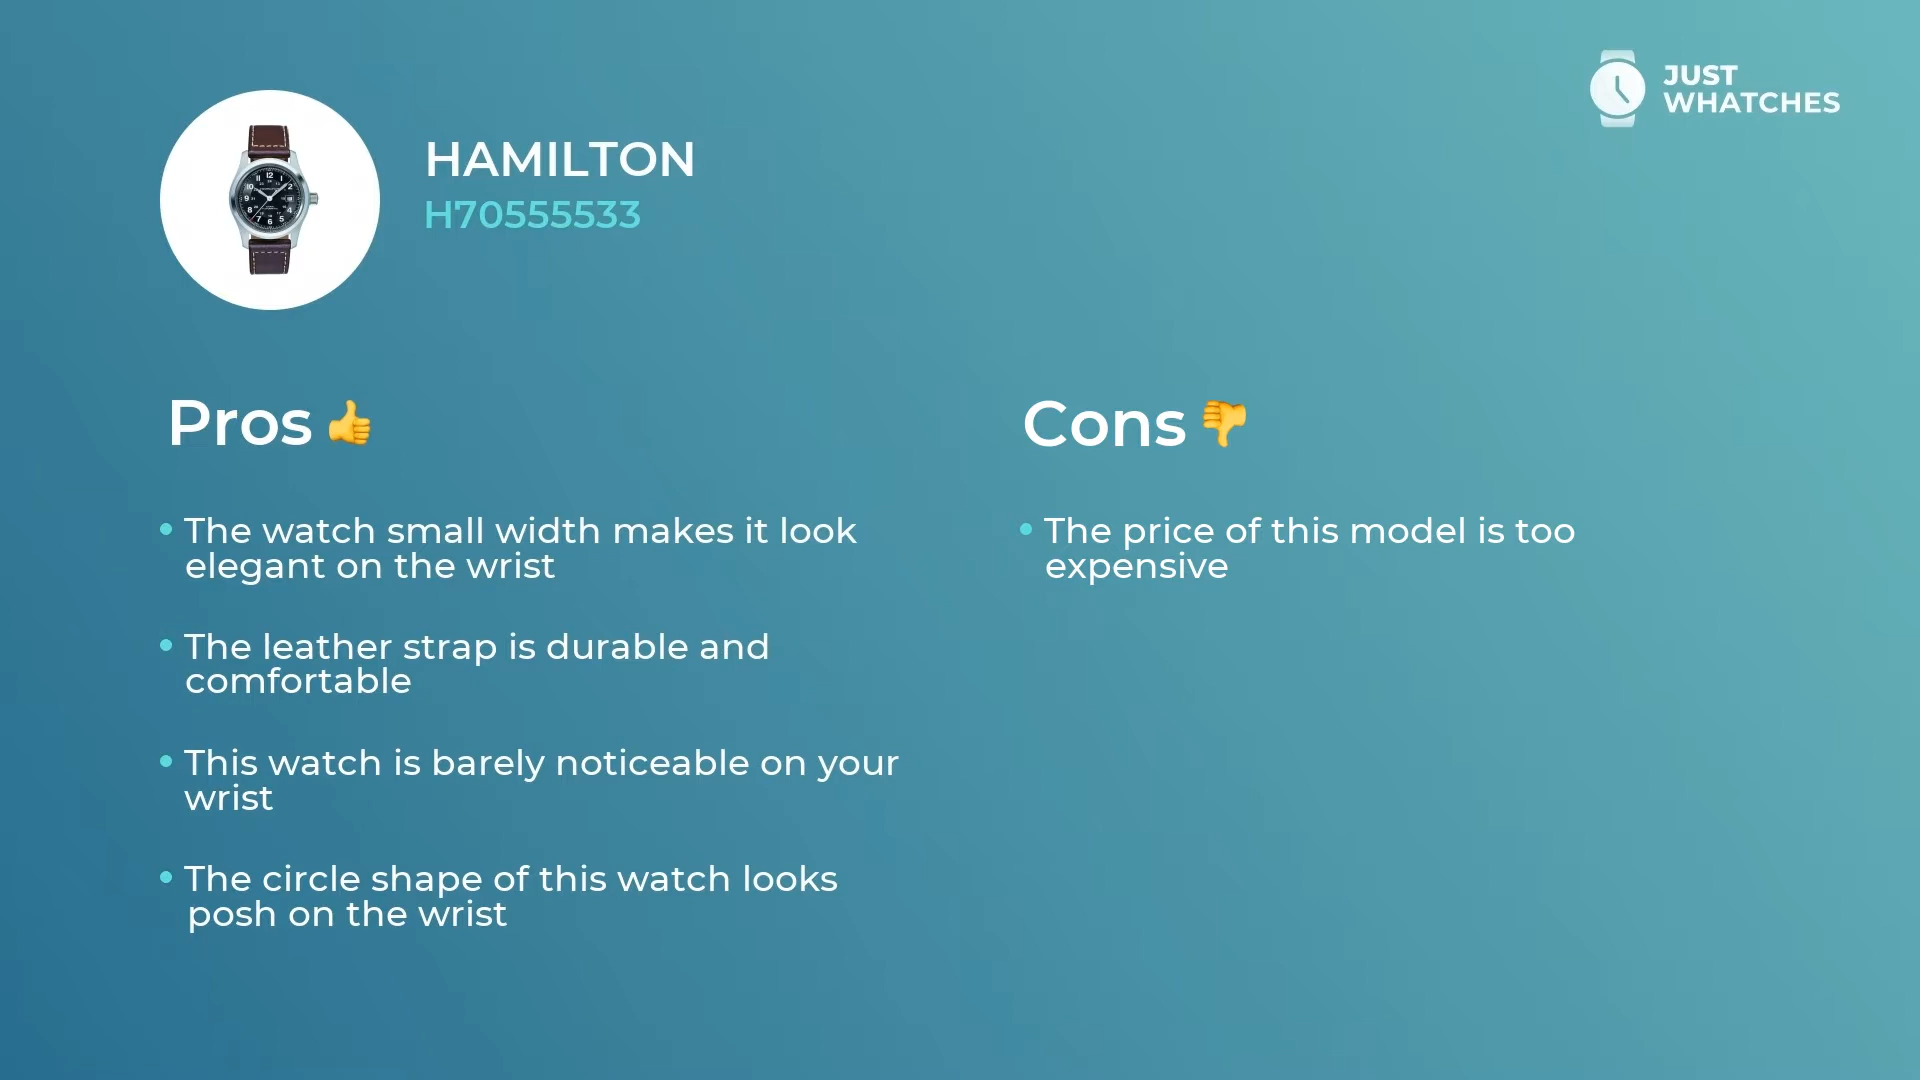 JUST
WHATCHES
HAMILTON
H70555533
Pros
The watch small width makes it look
elegant on the wrist
The leather strap is durable and
comfortable
This watch is barely noticeable on your
wrist
The circle shape of this watch looks
posh on the wrist
Cons
The price of this model is too
expensive